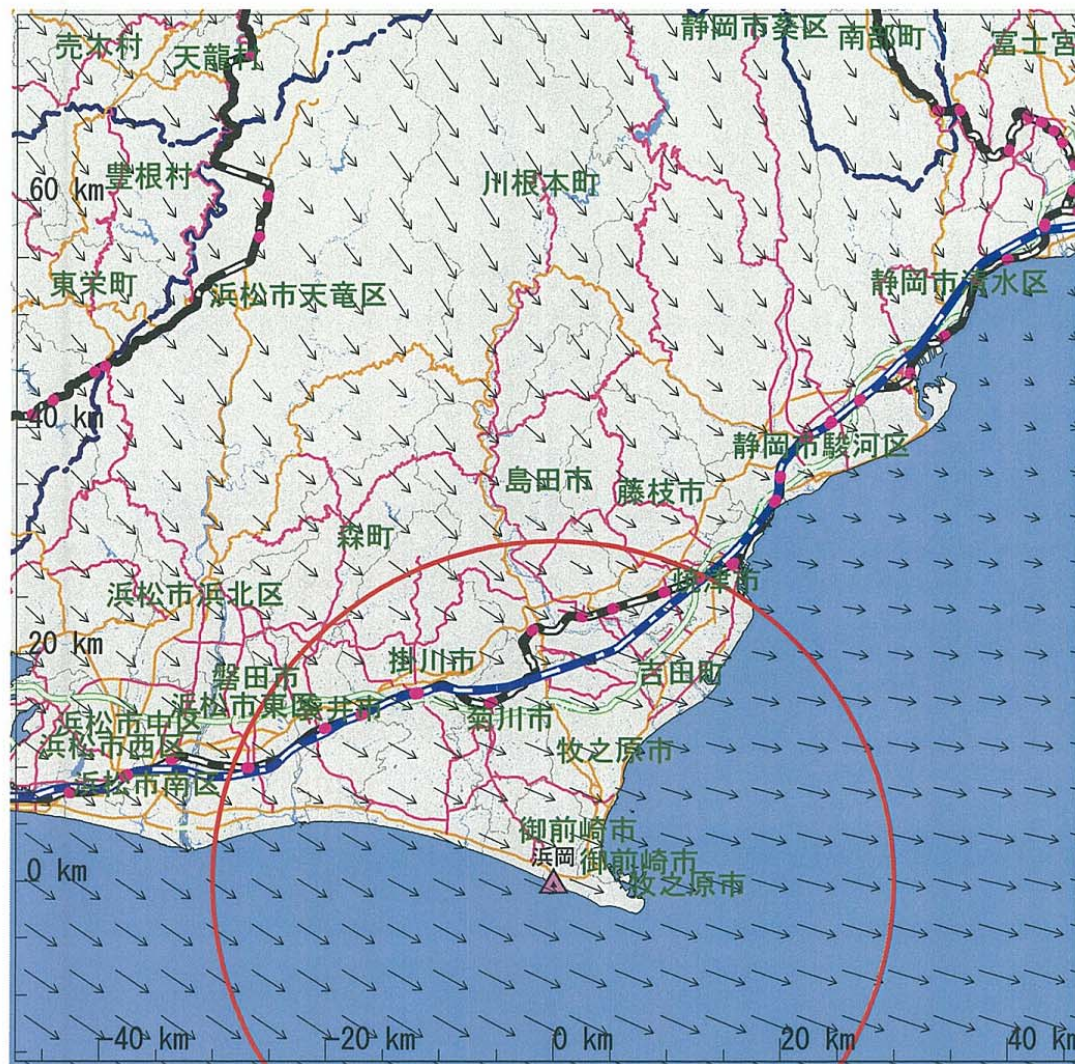 売木村
天龍村
静岡市葵区
南部町
富士宮
60 km
豊根村
川根本町
東栄町
浜松市天竜区
静岡市清水区
40 km
静岡市駿河区
島田市
藤枝市
森町
焼津市
浜松市浜北区
20 km
掛川市
磐田市
吉田町
浜松市東区
袋井市
菊川市
浜松市中区
浜松市西区
牧之原市
浜松市南区
御前崎市
浜岡
御前崎市
0 km
牧之原市
-40 km
-20 km
0 km
20 km
40 km